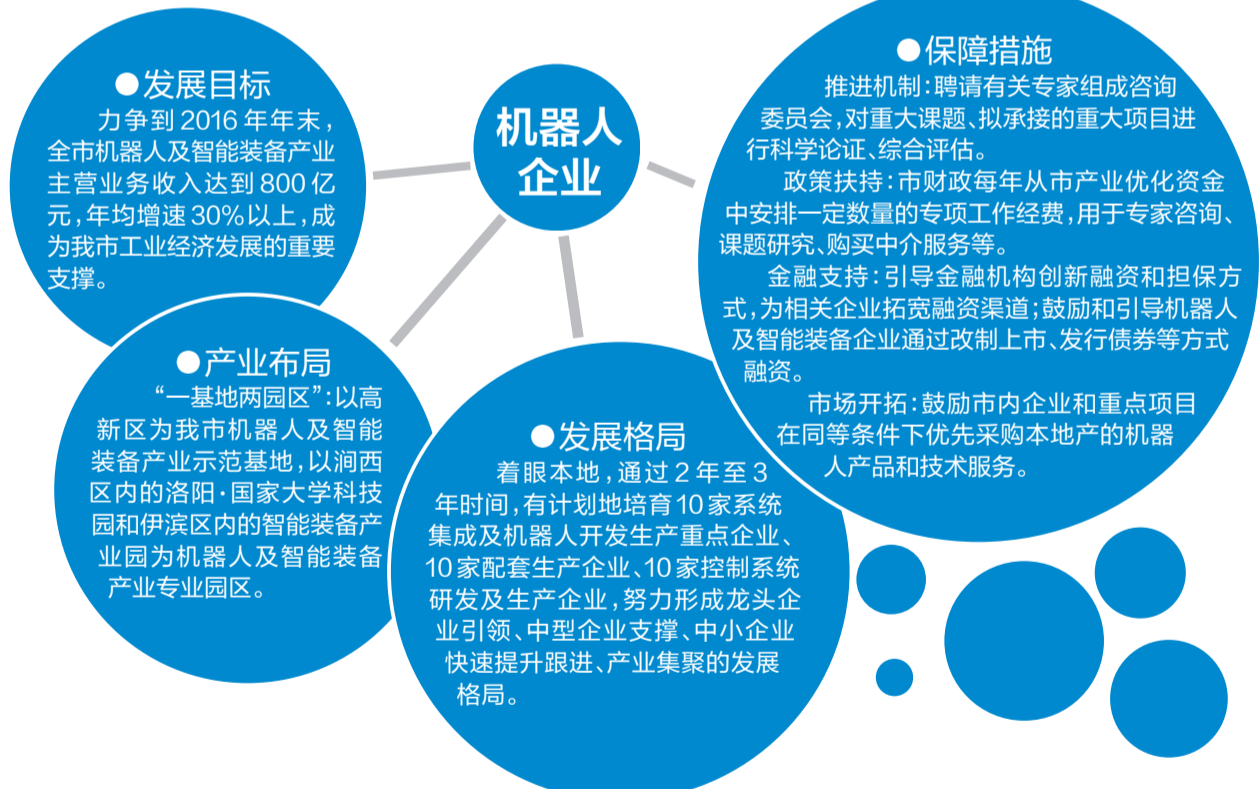 机器人
企业
●发展目标
力争到2016年年末，
全市机器人及智能装备产业
主营业务收入达到800亿
元，年均增速30%以上，成
为我市工业经济发展的重要
支撑。
●产业布局
“一基地两园区”：以高
新区为我市机器人及智能
装备产业示范基地，以涧西
区内的洛阳·国家大学科技
园和伊滨区内的智能装备产
业园为机器人及智能装备
产业专业园区。
●发展格局
着眼本地，通过2年至3
年时间，有计划地培育10家系统
集成及机器人开发生产重点企业、
10家配套生产企业、10家控制系统
研发及生产企业，努力形成龙头企
业引领、中型企业支撑、中小企业
快速提升跟进、产业集聚的发展
格局。
●保障措施
推进机制：聘请有关专家组成咨询
委员会，对重大课题、拟承接的重大项目进
行科学论证、综合评估。
政策扶持：市财政每年从市产业优化资金
中安排一定数量的专项工作经费，用于专家咨询、
课题研究、购买中介服务等。
金融支持：引导金融机构创新融资和担保方
式，为相关企业拓宽融资渠道；鼓励和引导机器人
及智能装备企业通过改制上市、发行债券等方式
融资。
市场开拓：鼓励市内企业和重点项目
在同等条件下优先采购本地产的机器
人产品和技术服务。